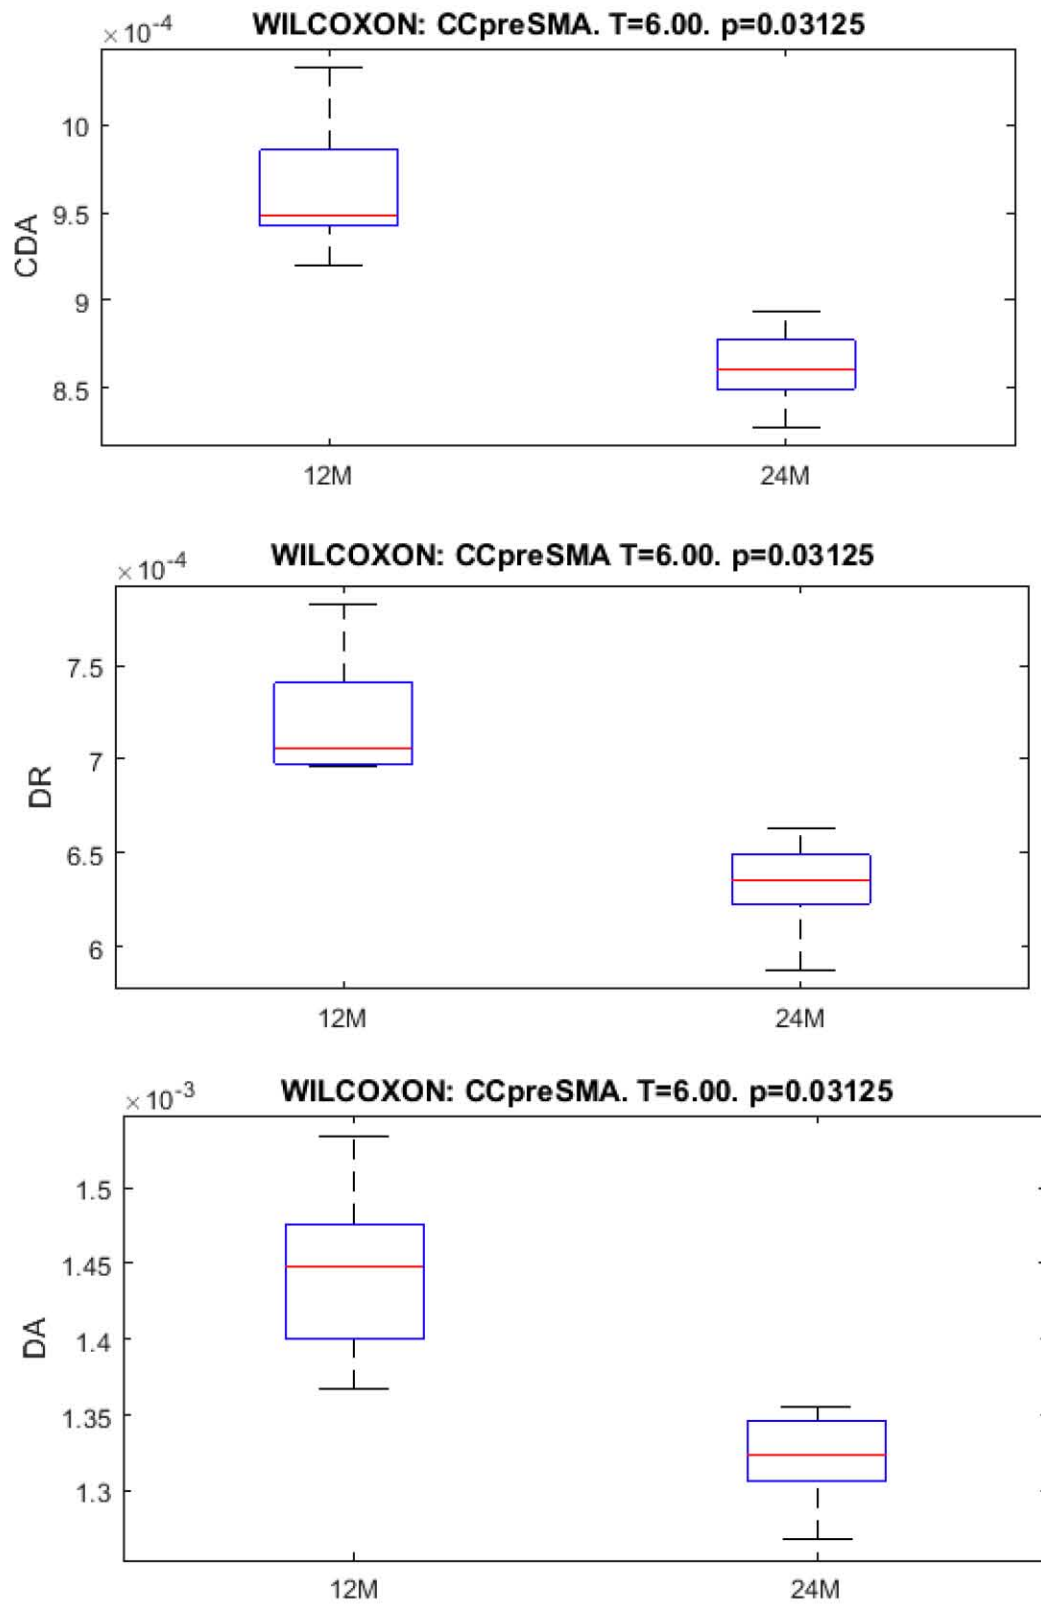 ×10-4
WILCOXON: CCpreSMA. T=6.00. p=0.03125
CDA
10
9.5
9
8.5
12M 24M
×10-4
WILCOXON: CCpreSMA T=6.00. p=0.03125
DR
7.5
7
6.5
6
12M 24M
×10-3
WILCOXON: CCpreSMA. T=6.00. p=0.03125
DA
1.5
1.45
1.4
1.35
1.3
12M 24M